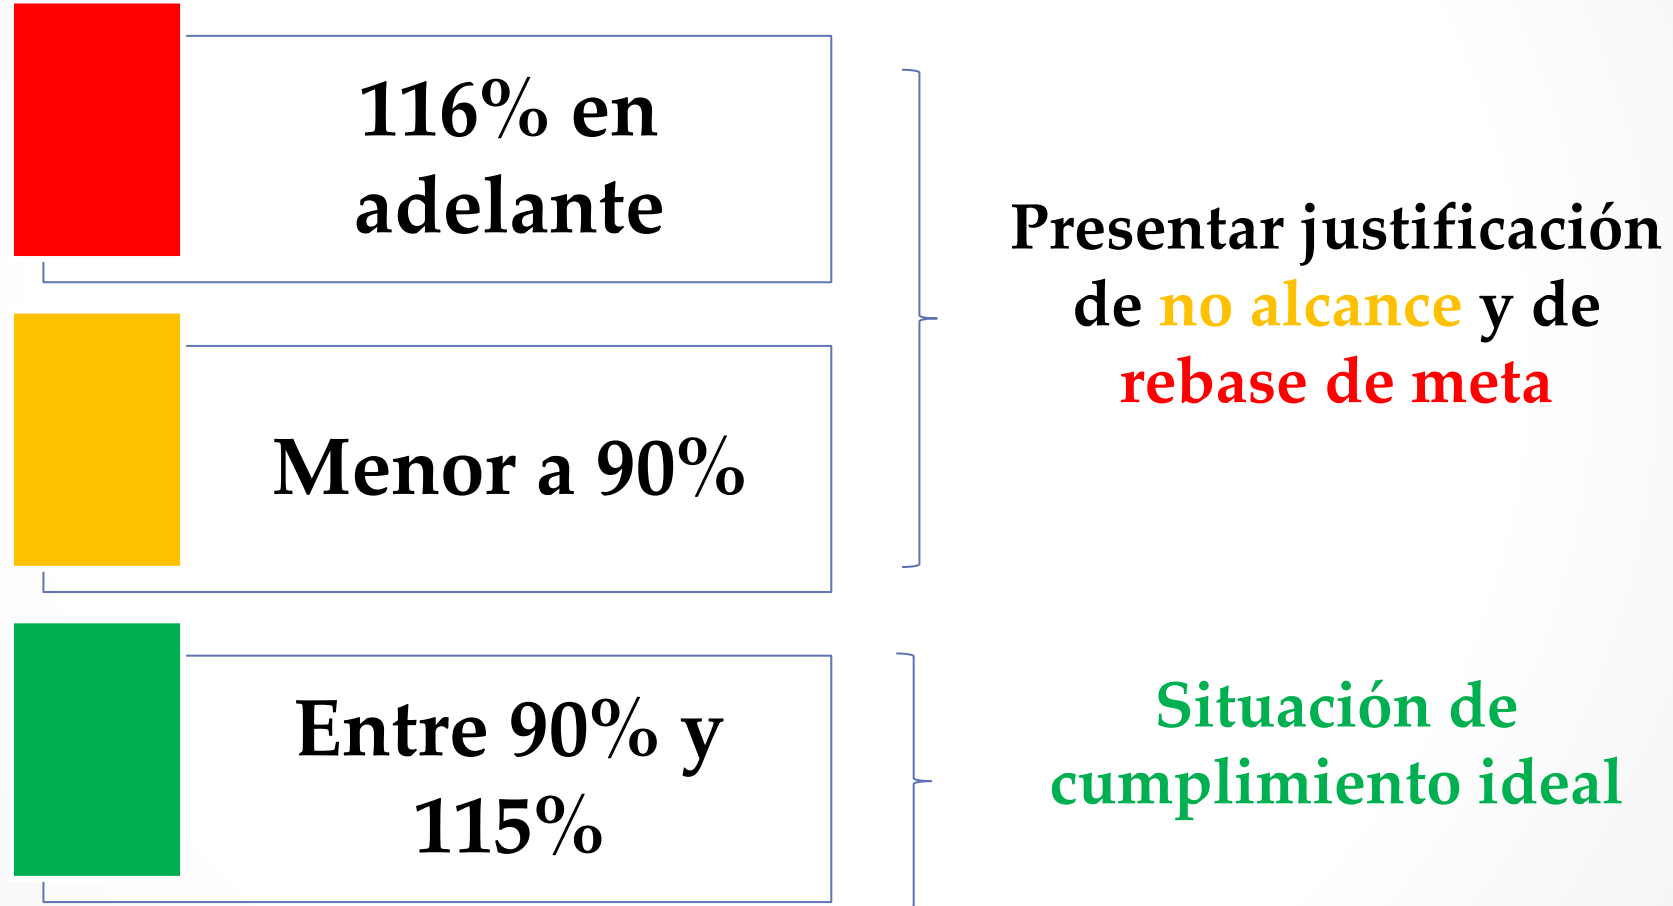 116% en
adelante
Presentar justificación
de no alcance y de
rebase de meta
Menor a 90%
Entre 90% y
115%
Situación de
cumplimiento ideal